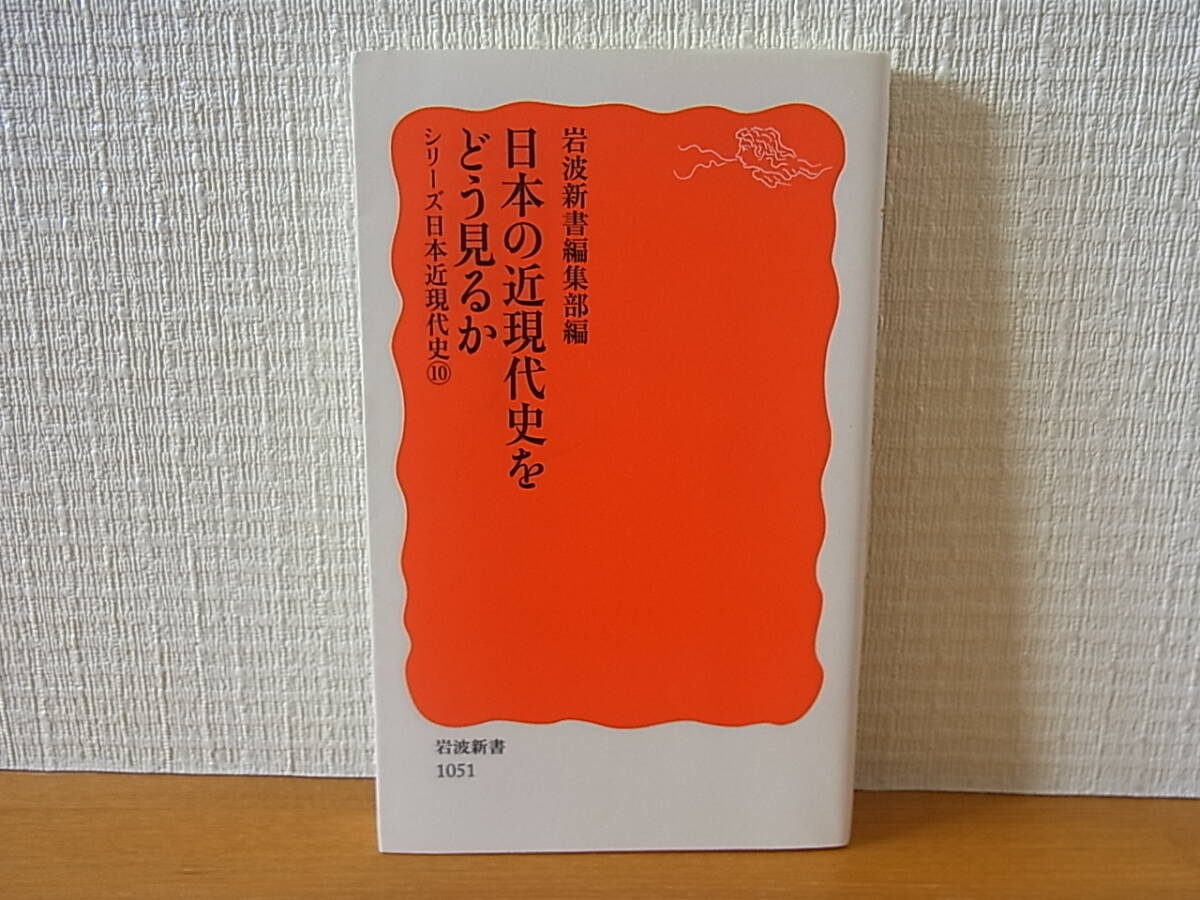 岩波新書編集部編
日本の近現代史を
どう見るか
シリーズ日本近現代史⑩
岩波新書
1051